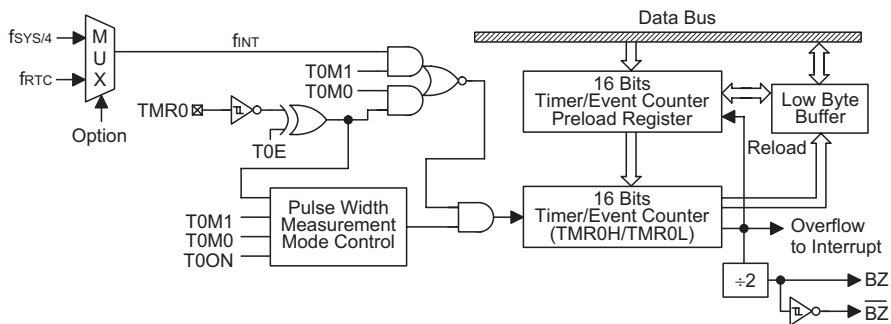 Data Bus
fSYS/4
fRTC
M
U
X
Option
fINT
T0M1
T0M0
TMR0
T0E
16 Bits
Timer/Event Counter
Preload Register
Low Byte
Buffer
Reload
T0M1
T0M0
T0ON
Pulse Width
Measurement
Mode Control
16 Bits
Timer/Event Counter
(TMR0H/TMR0L)
Overflow
to Interrupt
÷2
BZ
B̅Z̅